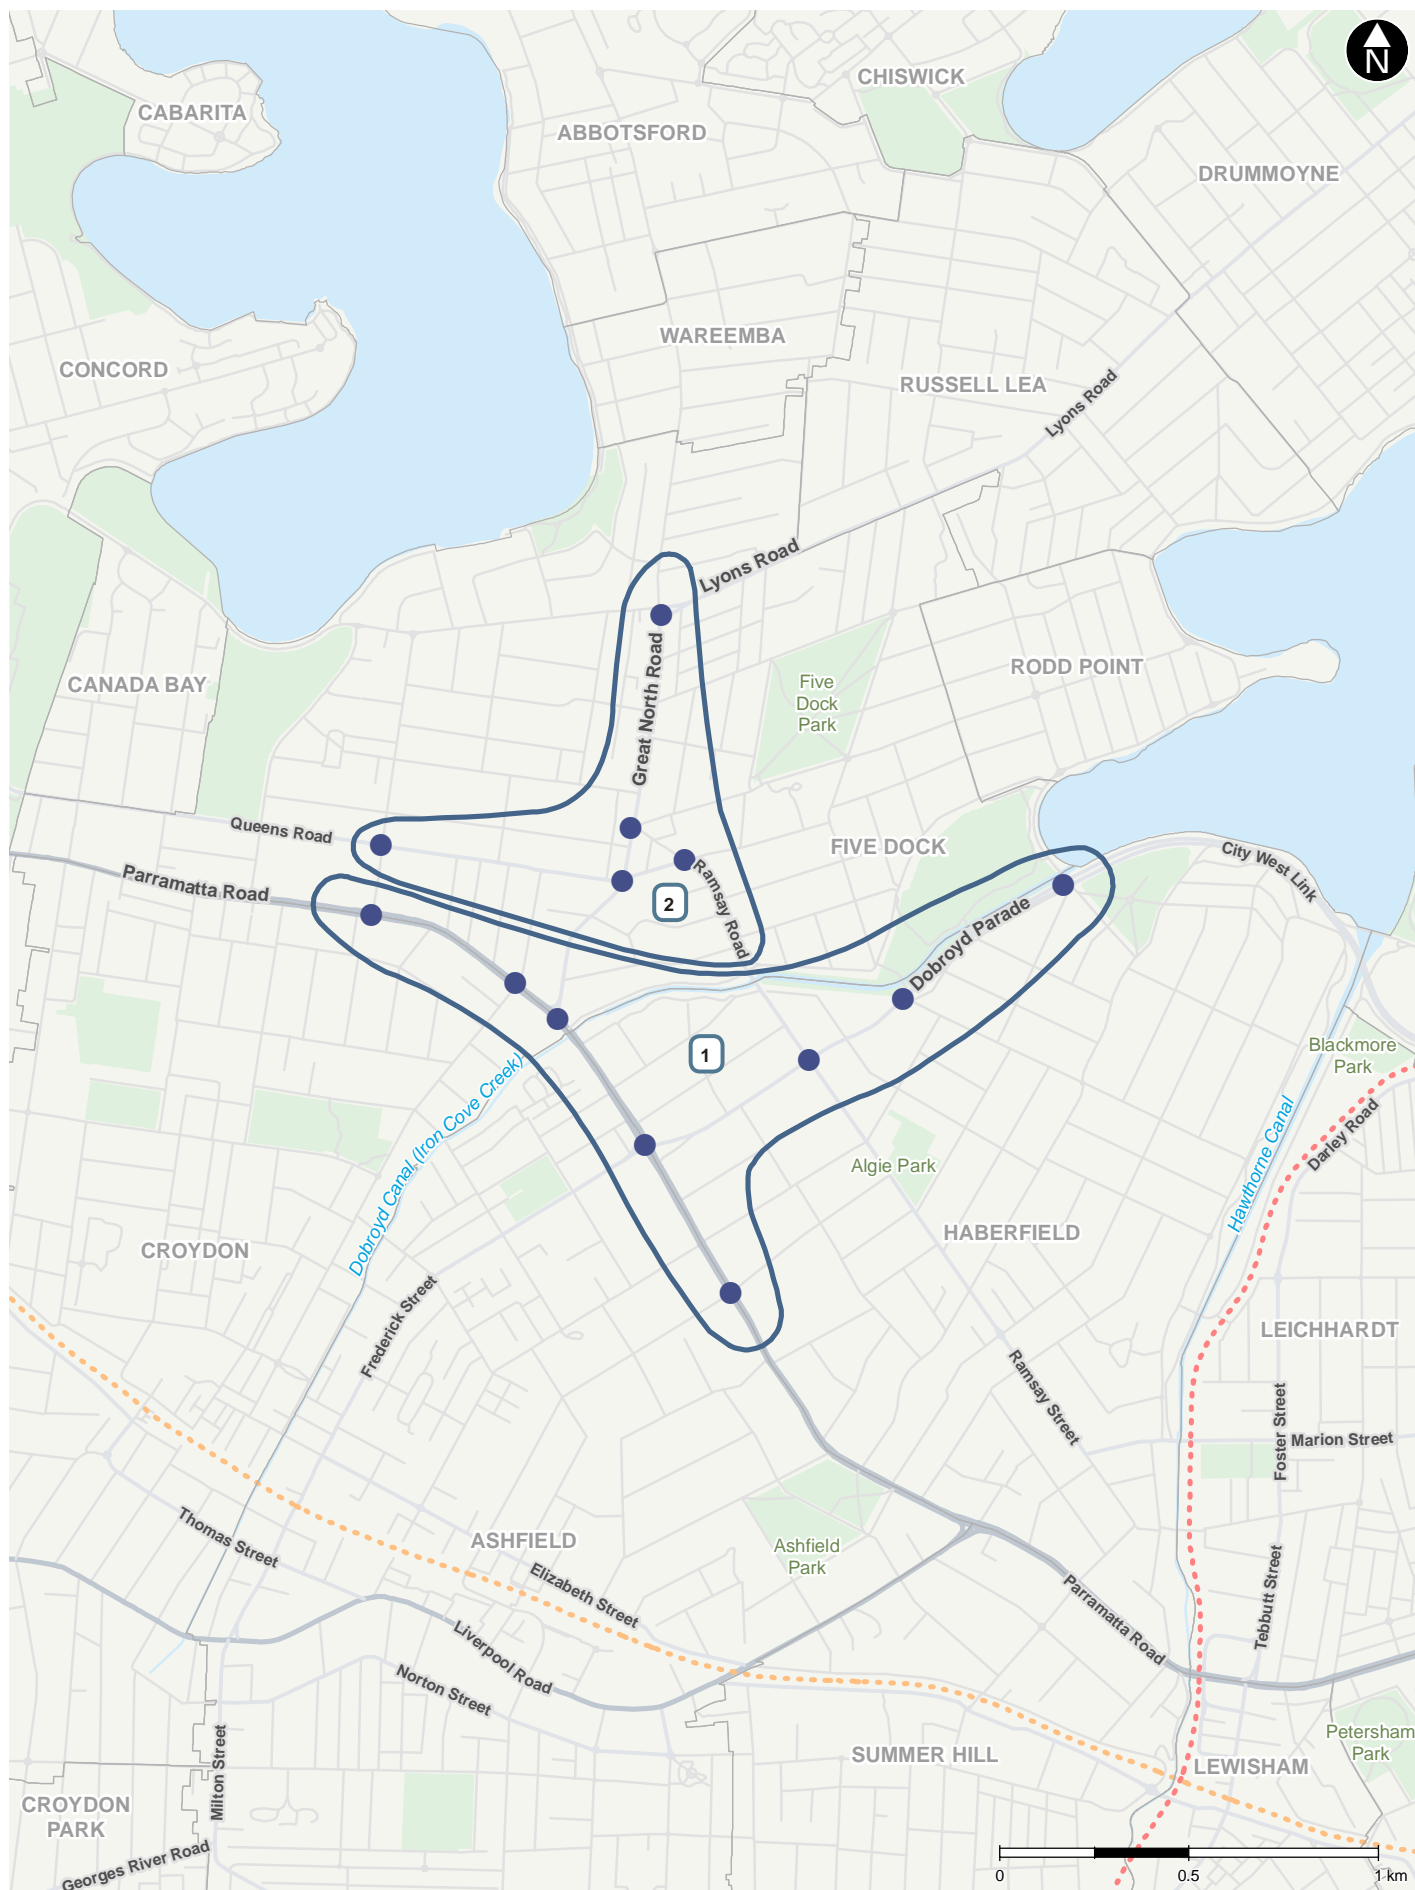 N
CHISWICK
CABARITA
ABBOTSFORD
DRUMMOYNE
WAREEMBA
CONCORD
RUSSELL LEA
Lyons Road
Lyons Road
CANADA BAY
Great North Road
Five
Dock
Park
RODD POINT
Queens Road
FIVE DOCK
City West Link
Parramatta Road
Ramsay Road
2
Dobroyd Parade
1
Blackmore
Park
Dobroyd Canal (Iron Cove Creek)
Darley Road
Hawthorne Canal
Algie Park
CROYDON
HABERFIELD
Frederick Street
LEICHHARDT
Ramsay Street
Foster Street
Marion Street
Thomas Street
ASHFIELD
Ashfield
Park
Elizabeth Street
Tebbutt Street
Parramatta Road
Liverpool Road
Norton Street
Petersham
Park
SUMMER HILL
LEWISHAM
Milton Street
CROYDON
PARK
Georges River Road
0 0.5 1 km